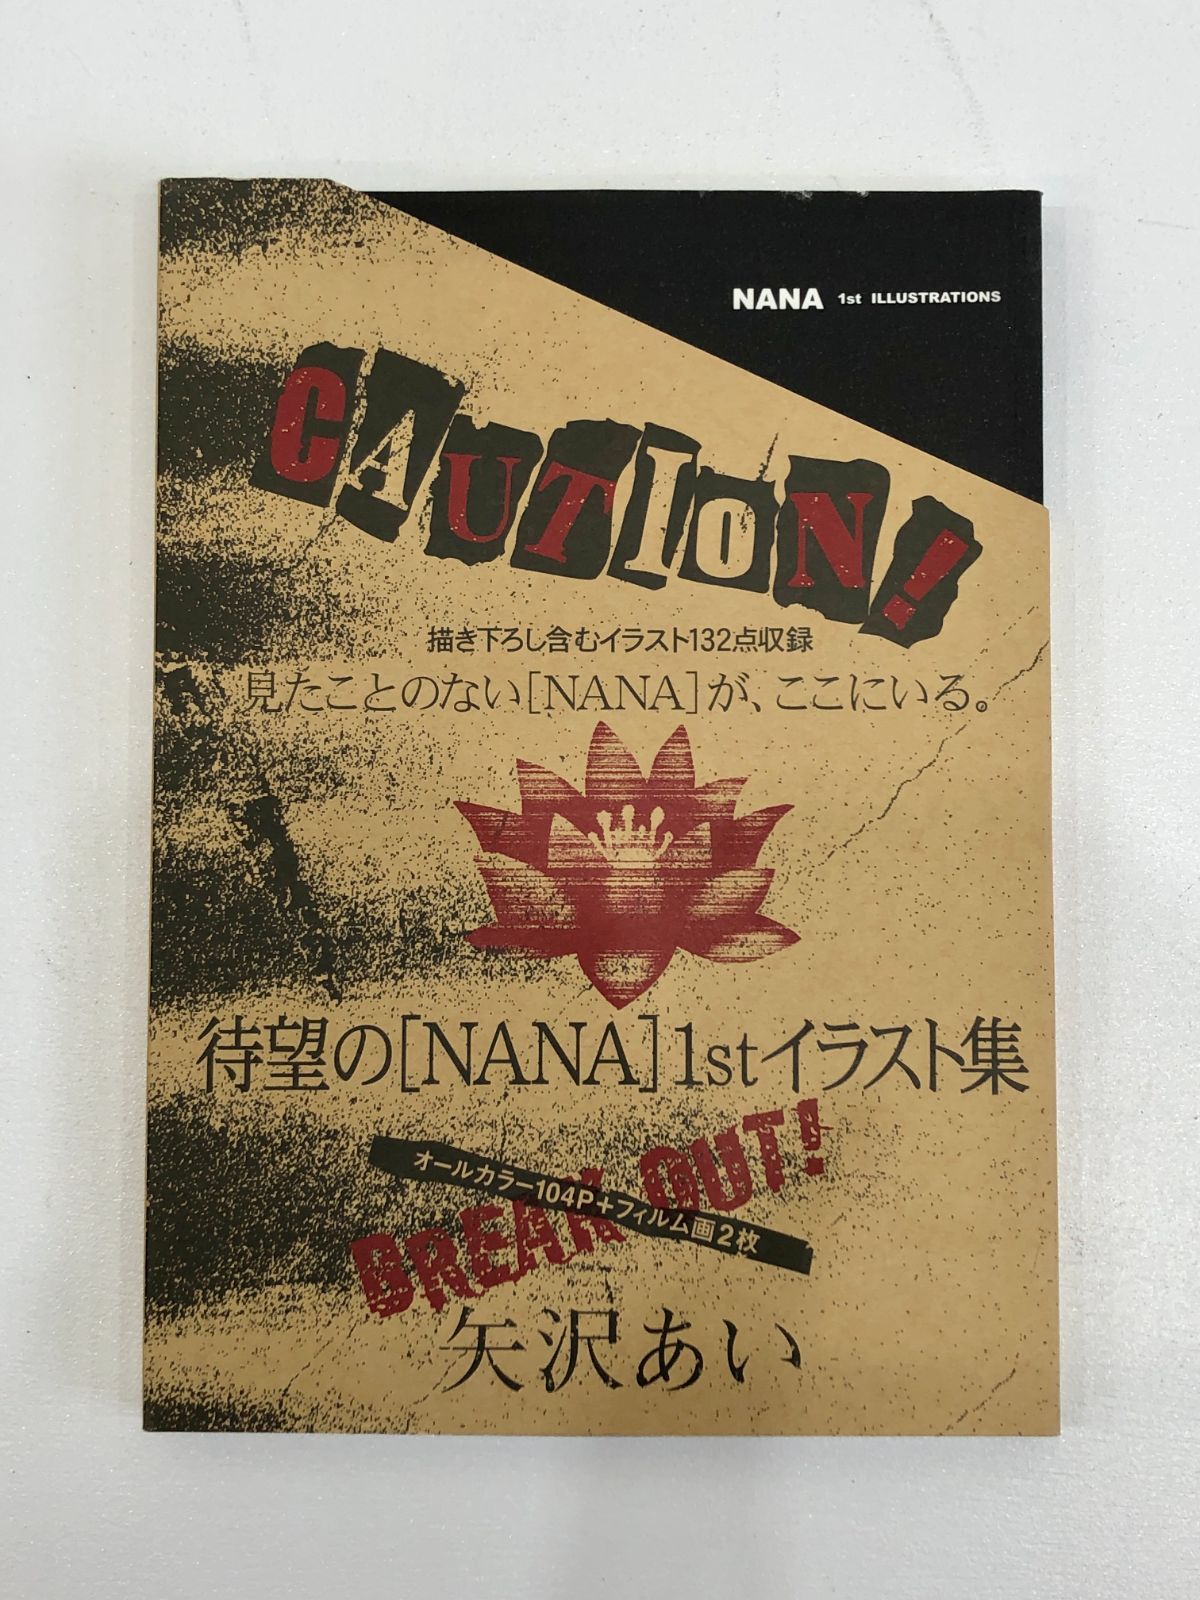 NANA 1st ILLUSTRATIONS
CAUTION!
描き下ろし含むイラスト132点収録
見たことのない[NANA]が、ここにいる。
待望の[NANA]1stイラスト集
BREAK OUT!
オールカラー104P+フィルム画2枚
矢沢あい